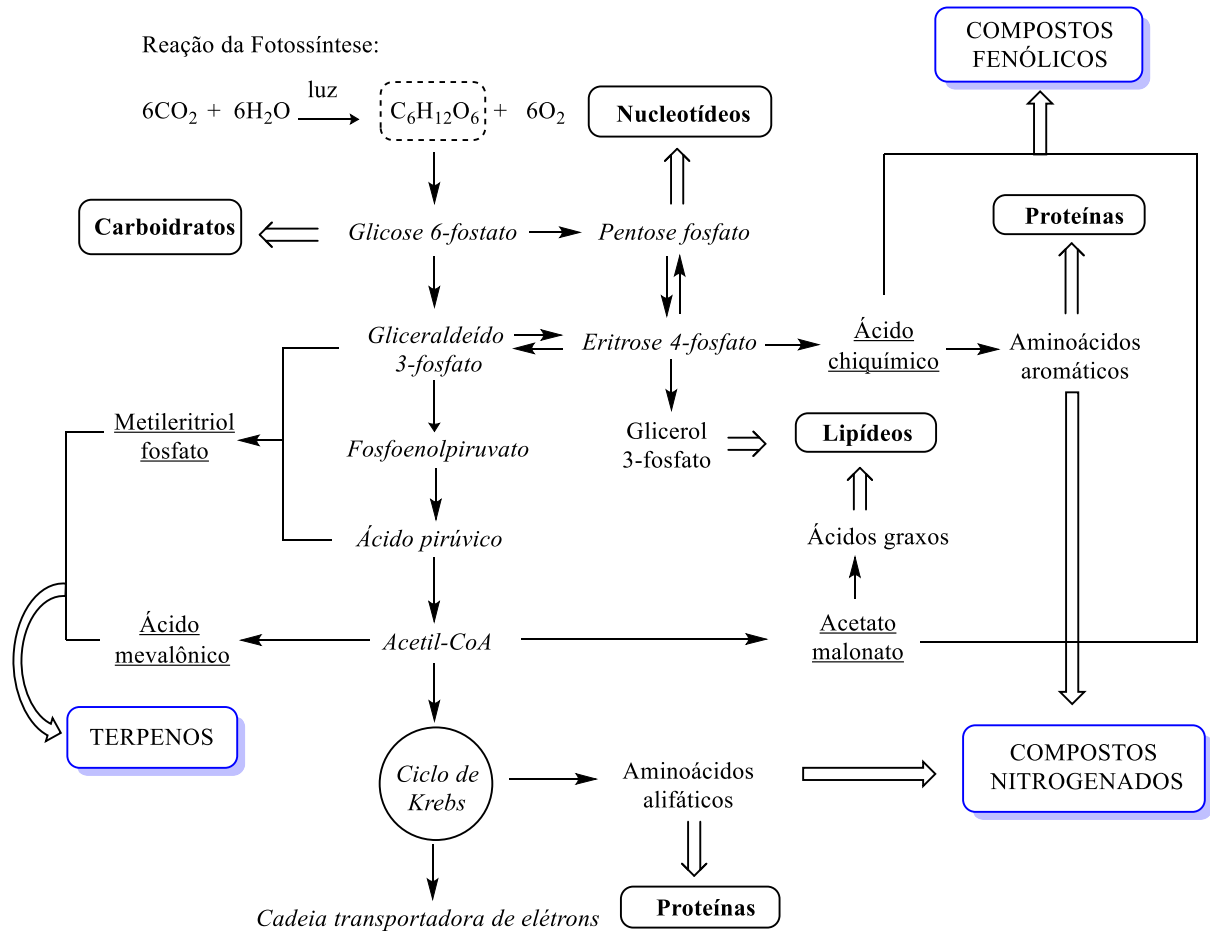 Reação da Fotossíntese:
6CO2 + 6H2O luz C6H12O6 + 6O2
COMPOSTOS
FENÓLICOS
Nucleotídeos
Carboidratos
Glicose 6-fostato
Pentose fosfato
Proteínas
Gliceraldeído
3-fosfato
Eritrose 4-fosfato
Ácido
chiquímico
Aminoácidos
aromáticos
Metileritriol
fosfato
Fosfoenolpiruvato
Glicerol
3-fosfato
Lipídeos
Ácido pirúvico
Ácidos graxos
Ácido
mevalônico
Acetil-CoA
Acetato
malonato
TERPENOS
Ciclo de
Krebs
Aminoácidos
alifáticos
COMPOSTOS
NITROGENADOS
Proteínas
Cadeia transportadora de elétrons